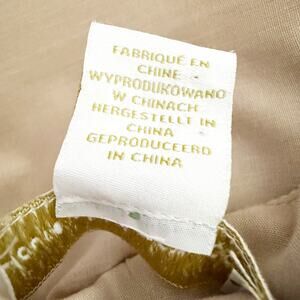 FABRIQUÉ EN
CHINE
WYPRODUKOWANO
W CHINACH
HERGESTELLT IN
CHINA
GEPRODUCEERD
IN CHINA